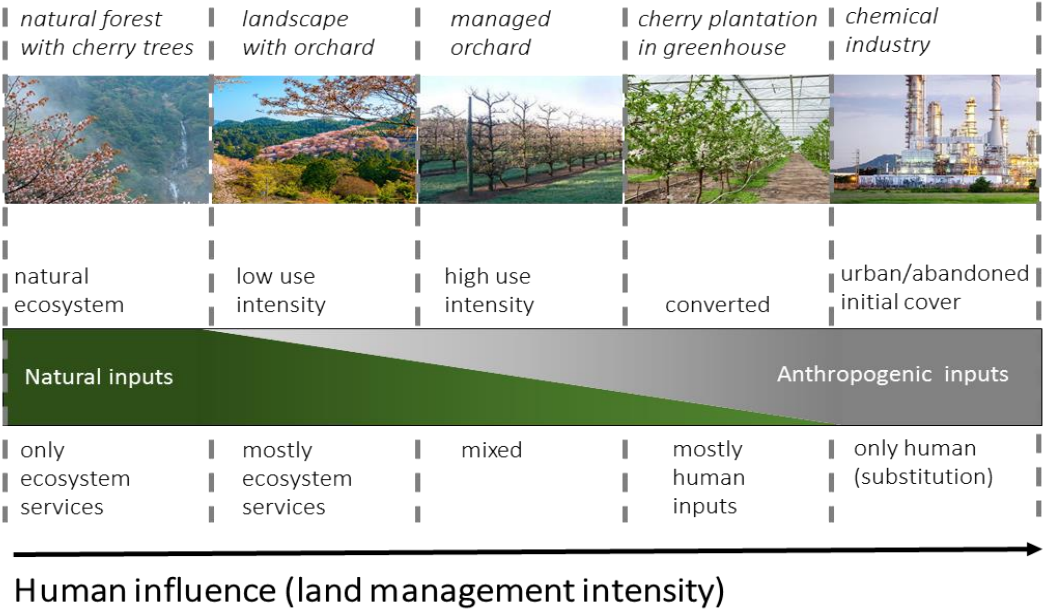 natural forest
with cherry trees
landscape
with orchard
managed
orchard
cherry plantation
in greenhouse
chemical
industry
natural
ecosystem
low use
intensity
high use
intensity
converted
urban/abandoned
initial cover
Natural inputs
Anthropogenic inputs
only
ecosystem
services
mostly
ecosystem
services
mixed
mostly
human
inputs
only human
(substitution)
Human influence (land management intensity)